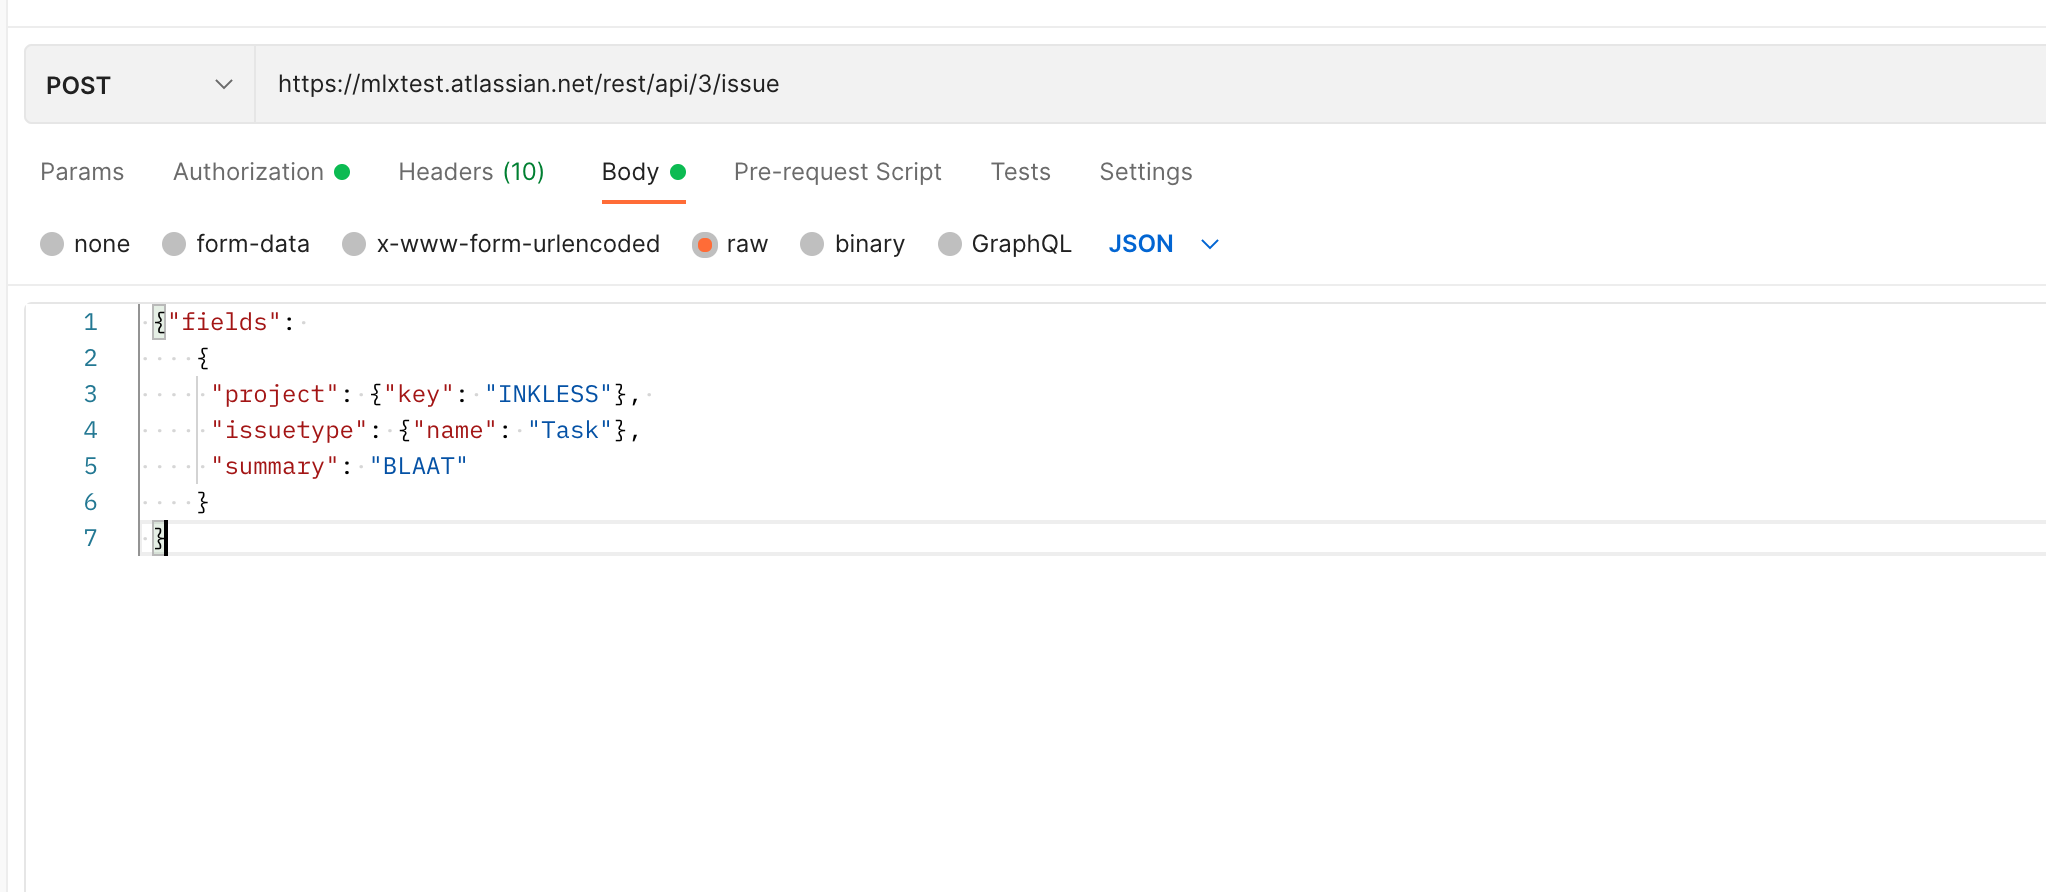 POST https://mlxtest.atlassian.net/rest/api/3/issue
Params Authorization Headers (10) Body Pre-request Script Tests Settings
none form-data x-www-form-urlencoded raw binary GraphQL JSON
1 {"fields":
2 {
3 "project": {"key": "INKLESS"},
4 "issuetype": {"name": "Task"},
5 "summary": "BLAAT"
6 }
7 }